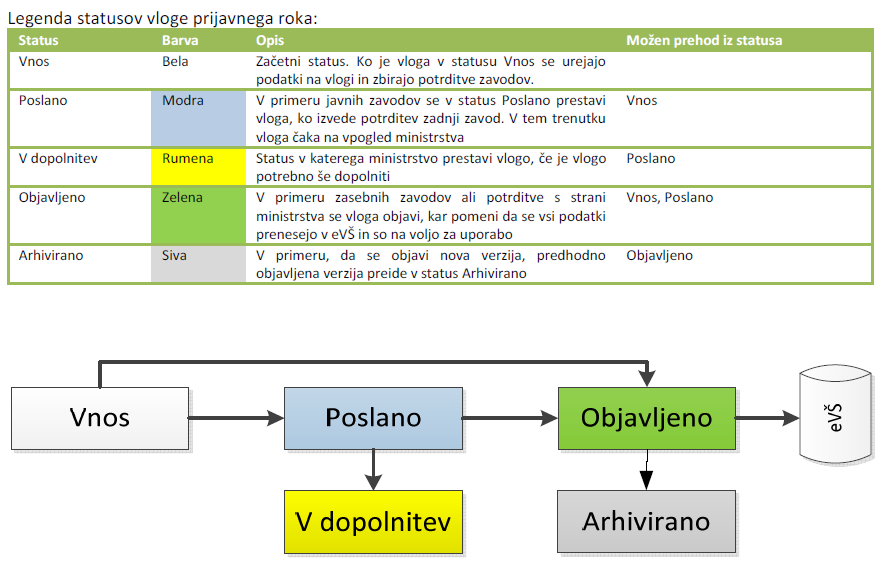 Legenda statusov vloge prijavnega roka:
Status Barva Opis Možen prehod iz statusa
Vnos Bela Začetni status. Ko je vloga v statusu Vnos se urejajo
podatki na vlogi in zbirajo potrditve zavodov.
Poslano Modra V primeru javnih zavodov se v status Poslano prestavi Vnos
vloga, ko izvede potrditev zadnji zavod. V tem trenutku
vloga čaka na vpogled ministrstva
V dopolnitev Rumena Status v katerega ministrstvo prestavi vlogo, če je vlogo Poslano
potrebno še dopolniti
Objavljeno Zelena V primeru zasebnih zavodov ali potrditve s strani Vnos, Poslano
ministrstva se vloga objavi, kar pomeni da se vsi podatki
prenesejo v eVŠ in so na voljo za uporabo
Arhivirano Siva V primeru, da se objavi nova verzija, predhodno Objavljeno
objavljena verzija preide v status Arhivirano
Vnos Poslano Objavljeno eVŠ
V dopolnitev Arhivirano